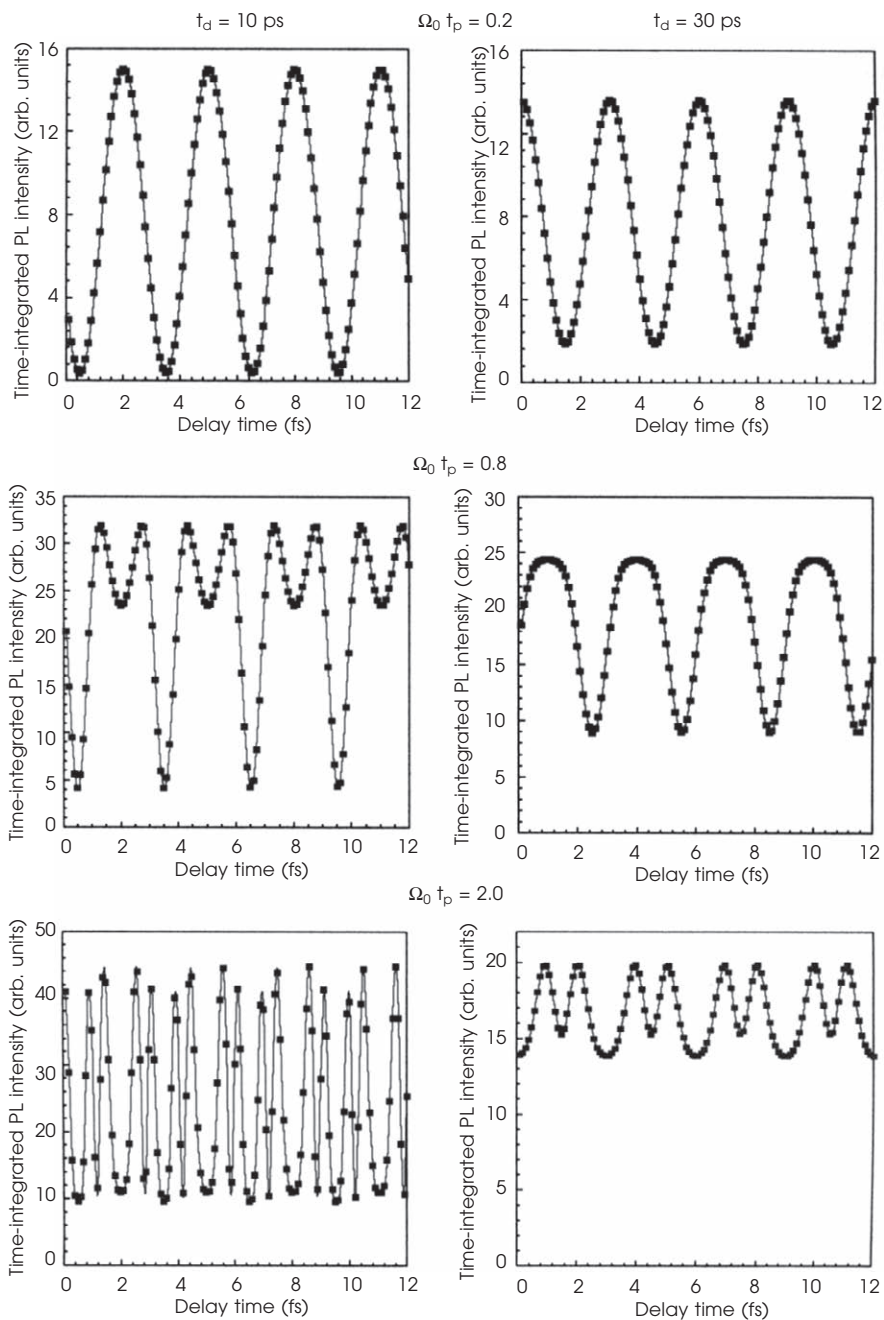 t_d = 10 ps Ω_0 t_p = 0.2 t_d = 30 ps
Time-integrated PL intensity (arb. units)
16
12
8
4
0
0 2 4 6 8 10 12
Delay time (fs)
Time-integrated PL intensity (arb. units)
16
12
14
8
4
0
0 2 4 6 8 10 12
Delay time (fs)
Ω_0 t_p = 0.8
Time-integrated PL intensity (arb. units)
35
30
25
22
31
15
10
5
0
0 2 4 6 8 10 12
Delay time (fs)
Time-integrated PL intensity (arb. units)
30
25
20
15
10
5
0
0 2 4 6 8 10 12
Delay time (fs)
Ω_0 t_p = 2.0
Time-integrated PL intensity (arb. units)
50
43
30
20
10
0
0 2 4 6 8 10 12
Delay time (fs)
Time-integrated PL intensity (arb. units)
20
15
10
5
0
0 2 4 6 8 10 12
Delay time (fs)